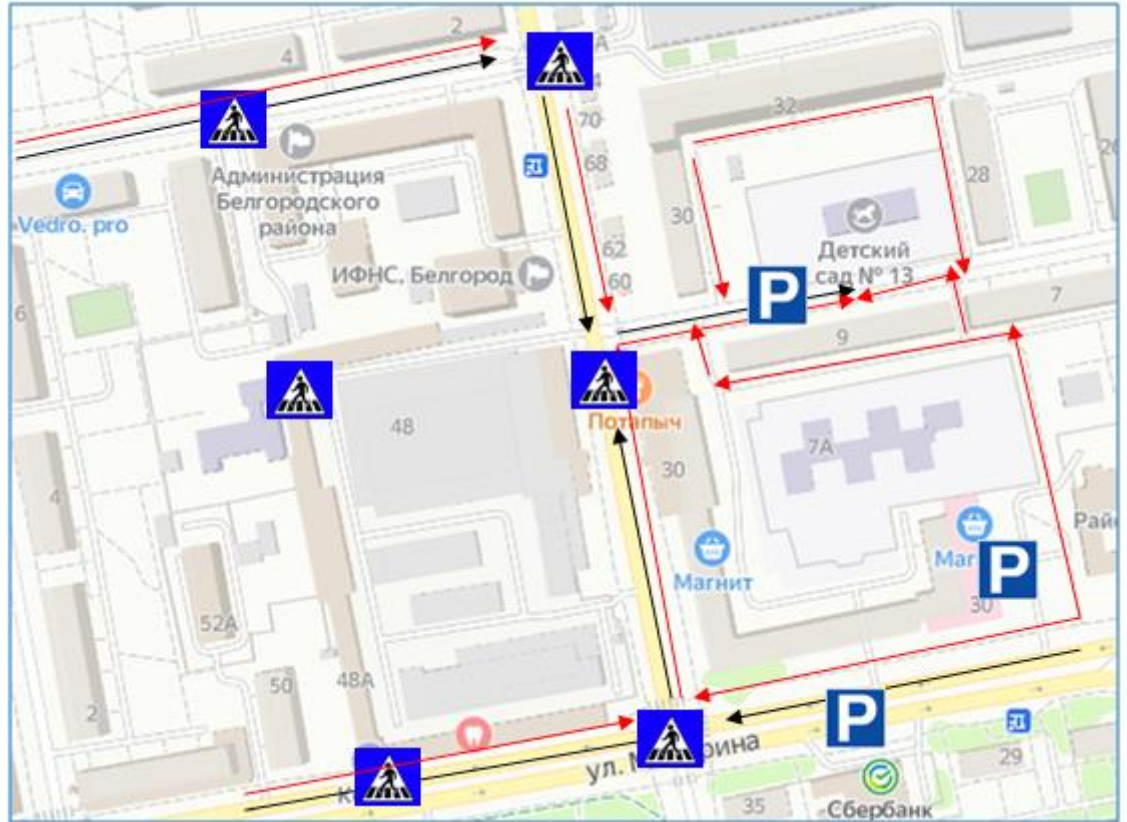 2
4
А
70
32
68
Администрация
Белгородского
района
Vedro. pro
28
30
62
60
ИФНС, Белгород
Детский
сад № 13
P
6
7
9
Потапыч
48
30
7А
4
Магнит
Маг
P
Рай
52А
30
50
48А
2
P
ул. М
рина
К
29
35
Сбербанк